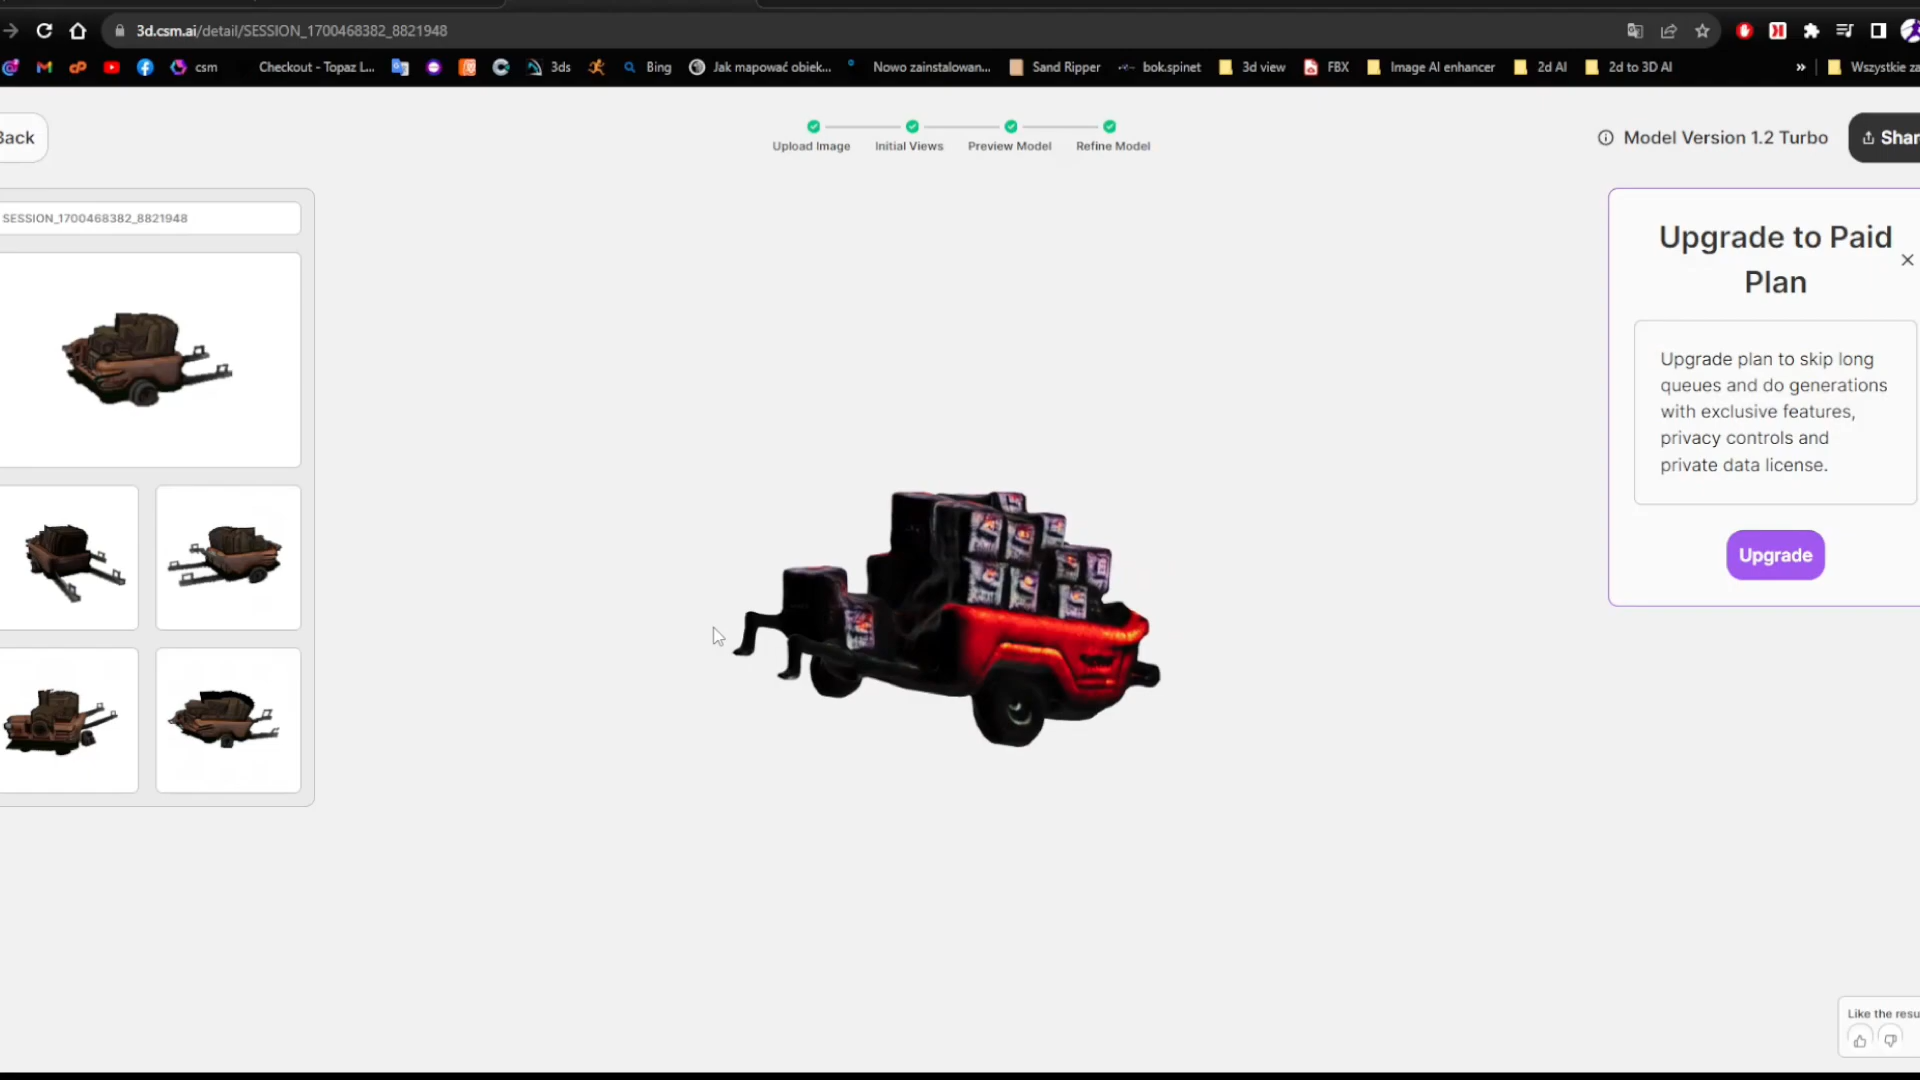 3d.csm.ai/detail/SESSION_1700468382_8821948
csm Checkout - Topaz L... 3ds Bing Jak mapować obiek... Nowo zainstalowan... Sand Ripper bok.spinet 3d view FBX Image AI enhancer 2d AI 2d to 3D AI » Wszystkie za
Back
Upload Image Initial Views Preview Model Refine Model
Model Version 1.2 Turbo
Shar
SESSION_1700468382_8821948
Upgrade to Paid
Plan
Upgrade plan to skip long
queues and do generations
with exclusive features,
privacy controls and
private data license.
Upgrade
Like the resu